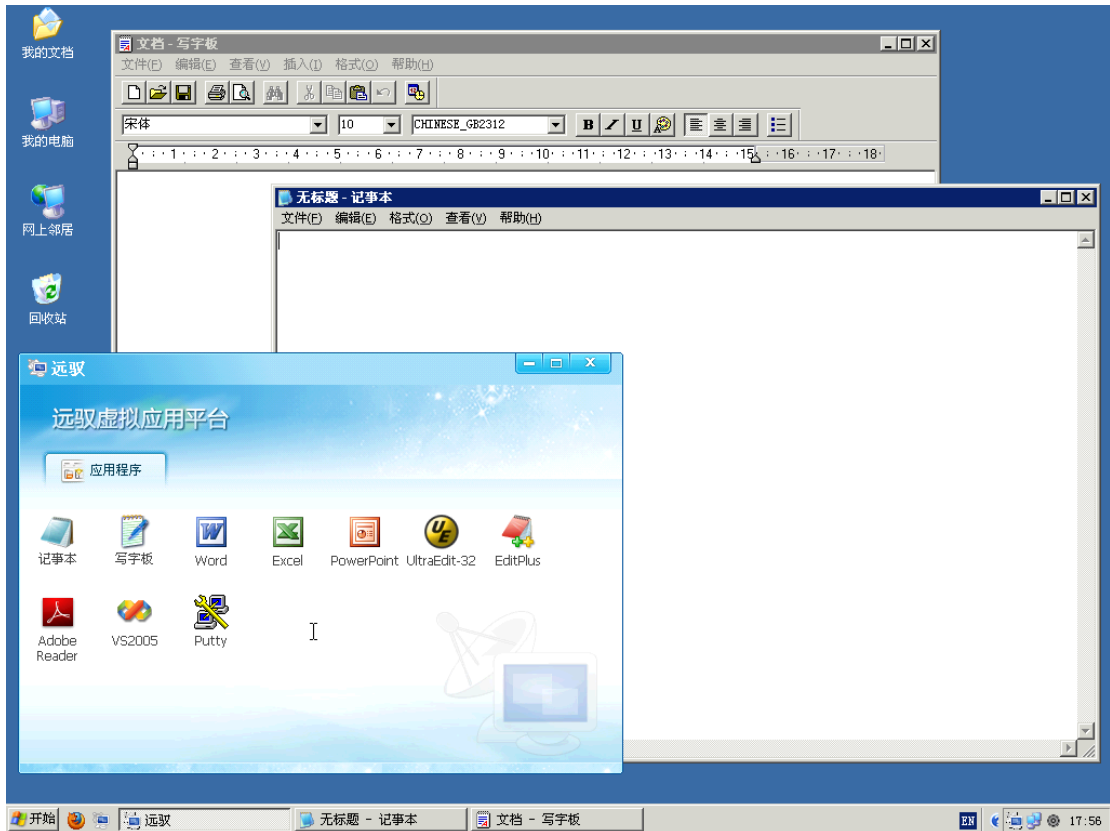 我的文档
我的电脑
网上邻居
回收站
文档 - 写字板
文件(F) 编辑(E) 查看(V) 插入(I) 格式(O) 帮助(H)
宋体 10 CHINESE_GB2312 B I U
1 2 3 4 5 6 7 8 9 10 11 12 13 14 15 16 17 18
无标题 - 记事本
文件(F) 编辑(E) 格式(O) 查看(V) 帮助(H)
远驭
远驭虚拟应用平台
应用程序
记事本 写字板 Word Excel PowerPoint UltraEdit-32 EditPlus
Adobe Reader VS2005 Putty
开始 远驭 无标题 - 记事本 文档 - 写字板 EN 17:56